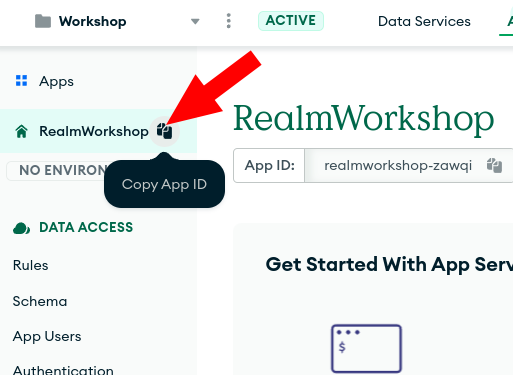 Workshop
ACTIVE
Data Services
Apps
RealmWorkshop
NO ENVIRON
Copy App ID
DATA ACCESS
Rules
Schema
App Users
Authentication
RealmWorkshop
App ID:
realmworkshop-zawqi
Get Started With App Serv
$